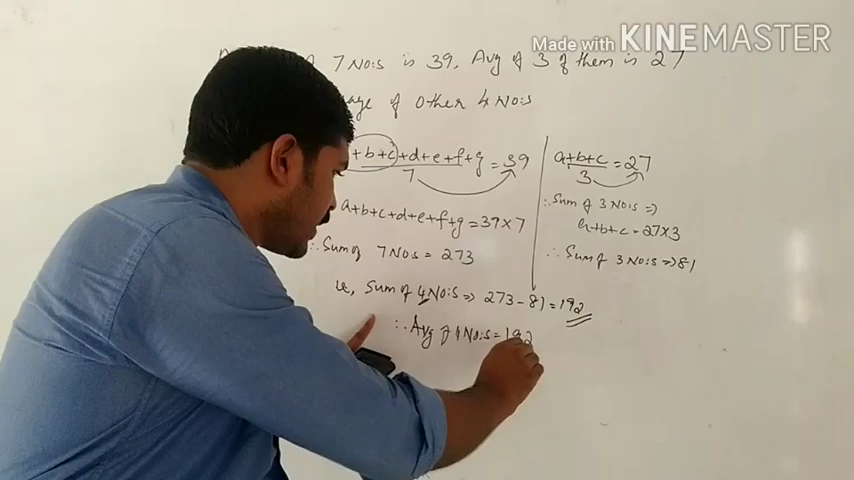 Made with KINEMASTER
7 No:s is 39, Avg of 3 of them is 27
of Other 4 No:s
+b+c+d+e+f+g = 39
7
a+b+c+d+e+f+g = 39×7
∴ Sum of 7 Nos = 273
ie, Sum of 4 No:s => 273-81 = 192
∴ Avg of 4 No:s = 192
a+b+c = 27
3
∴ Sum of 3 No:s =>
a+b+c = 27×3
∴ Sum of 3 No:s => 81